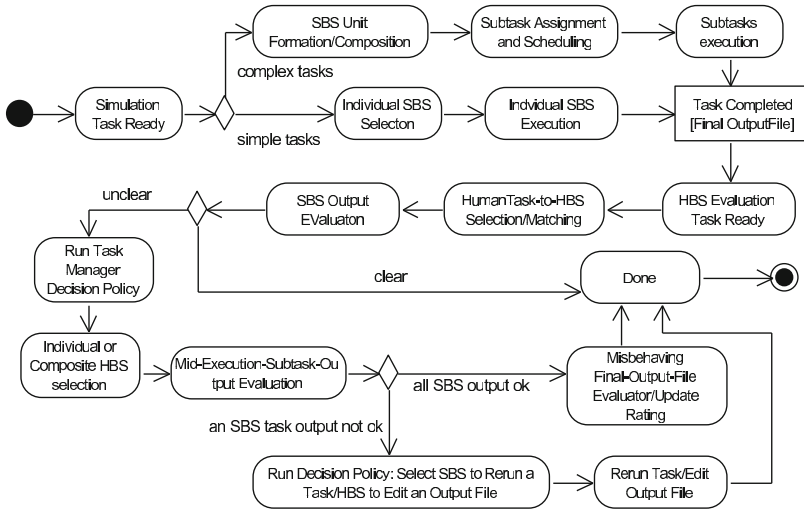 SBS Unit
Formation/Composition
Subtask Assignment
and Scheduling
Subtasks
execution
complex tasks
Simulation
Task Ready
Individual SBS
Selecton
Indvidual SBS
Execution
Task Completed
[Final OutputFile]
simple tasks
unclear
SBS Output
EValuaton
HumanTask-to-HBS
Selection/Matching
HBS Evaluation
Task Ready
Run Task
Manager
Decision Policy
clear
Done
Individual or
Composite HBS
selection
Mid-Execution-Subtask-Ou
tput Evaluation
all SBS output ok
Misbehaving
Final-Output-File
Evaluator/Update
Rating
an SBS task output not ok
Run Decision Policy: Select SBS to Rerun a
Task/HBS to Edit an Output File
Rerun Task/Edit
Output File